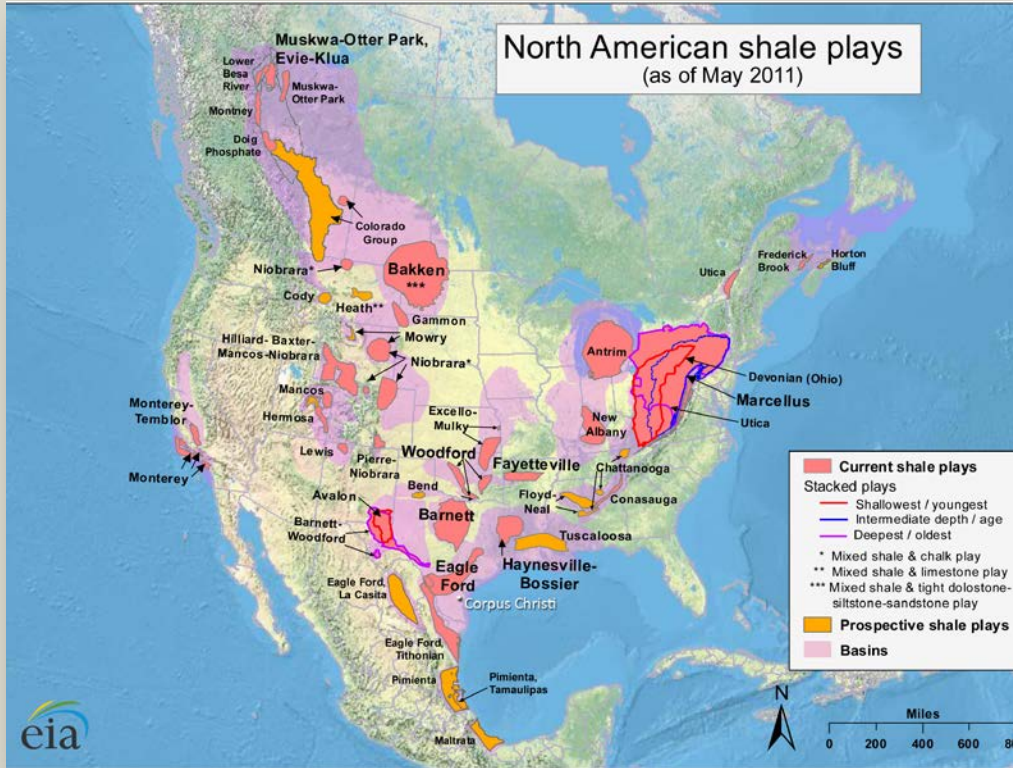 North American shale plays
(as of May 2011)
Muskwa-Otter Park,
Evie-Klua
Lower
Besa
River
Muskwa-
Otter Park
Montney
Doig
Phosphate
Colorado
Group
Niobrara*
Bakken
***
Cody
Heath**
Gammon
Mowry
Hilliard- Baxter-
Mancos-Niobrara
Niobrara*
Mancos
Hermosa
Lewis
Pierre-
Niobrara
Monterey-
Temblor
Monterey
Excello-
Mulky
Woodford
Fayetteville
Bend
Avalon
Barnett
Barnett-
Woodford
Antrim
New
Albany
Chattanooga
Floyd-
Neal
Conasauga
Tuscaloosa
Haynesville-
Bossier
Utica
Frederick
Brook
Horton
Bluff
Devonian (Ohio)
Marcellus
Utica
Eagle
Ford
Corpus Christi
Eagle Ford,
La Casita
Eagle Ford,
Tithonian
Pimienta
Pimienta,
Tamaulipas
Maltrata
Current shale plays
Stacked plays
Shallowest / youngest
Intermediate depth / age
Deepest / oldest
* Mixed shale & chalk play
** Mixed shale & limestone play
*** Mixed shale & tight dolostone-
siltstone-sandstone play
Prospective shale plays
Basins
N
Miles
0 200 400 600
eia